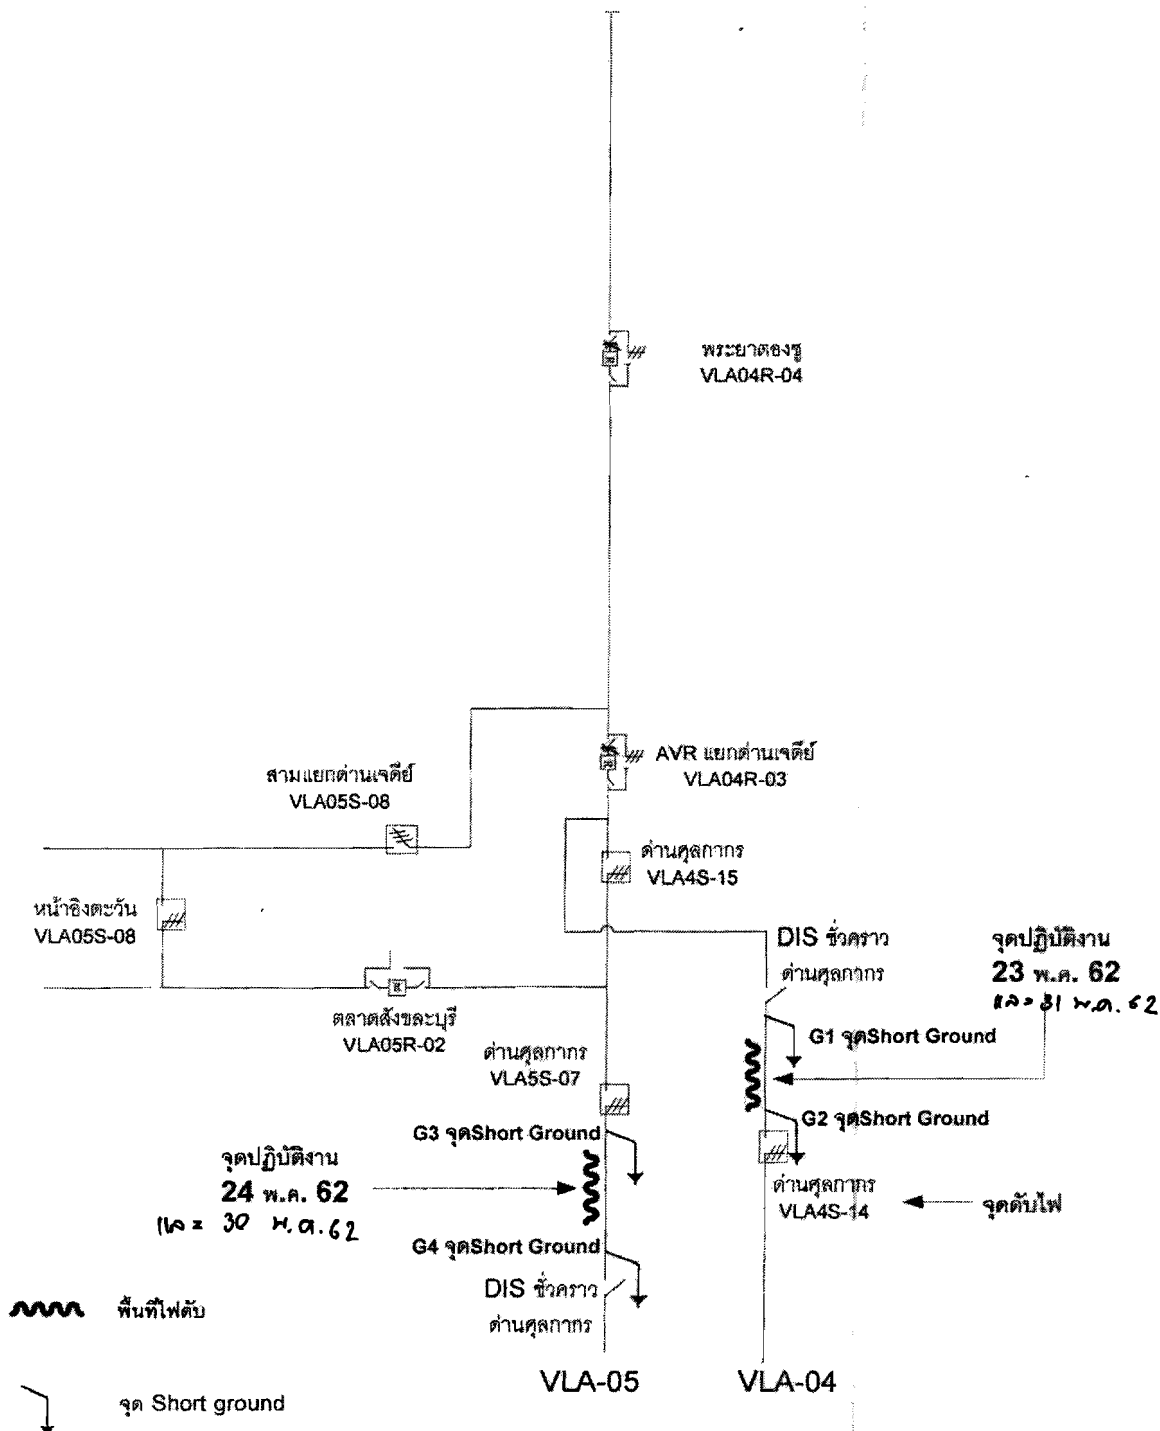 พระยาตองซู
VLA04R-04
AVR แยกด่านเจดีย์
VLA04R-03
สามแยกด่านเจดีย์
VLA05S-08
ด่านศุลกากร
VLA4S-15
หน้าอิงตะวัน
VLA05S-08
DIS ชั่วคราว
ด่านศุลกากร
จุดปฏิบัติงาน
23 พ.ค. 62
และ 31 พ.ค. 62
ตลาดสังขละบุรี
VLA05R-02
G1 จุดShort Ground
ด่านศุลกากร
VLA5S-07
G2 จุดShort Ground
G3 จุดShort Ground
จุดปฏิบัติงาน
24 พ.ค. 62
และ 30 พ.ค. 62
ด่านศุลกากร
VLA4S-14
จุดดับไฟ
G4 จุดShort Ground
DIS ชั่วคราว
ด่านศุลกากร
พื้นที่ไฟดับ
VLA-05
VLA-04
จุด Short ground